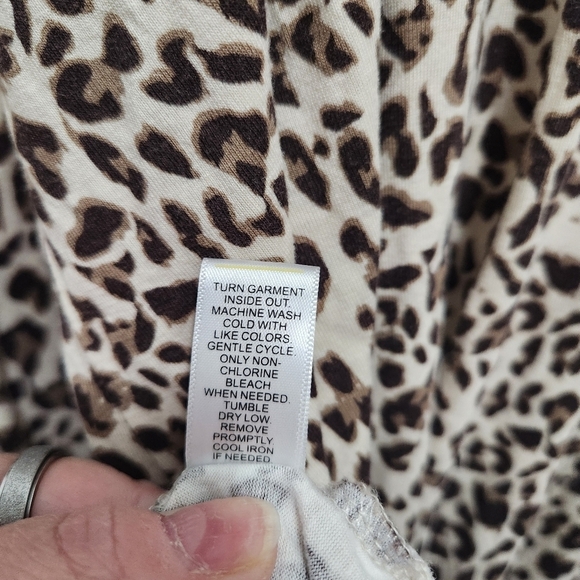 TURN GARMENT
INSIDE OUT.
MACHINE WASH
COLD WITH
LIKE COLORS.
GENTLE CYCLE.
ONLY NON-
CHLORINE
BLEACH
WHEN NEEDED.
TUMBLE
DRY LOW.
REMOVE
PROMPTLY
COOL IRON
IF NEEDED